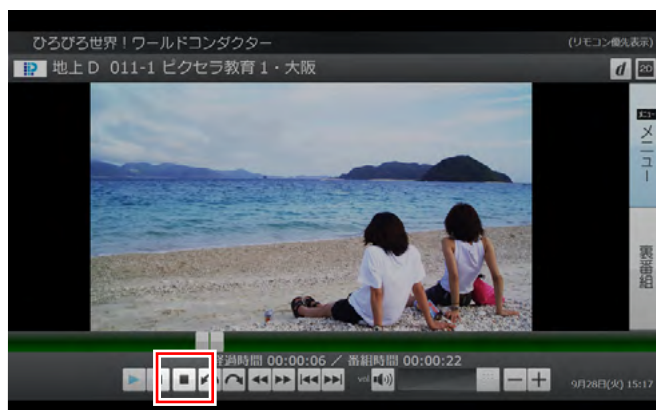 ひろびろ世界！ワールドコンダクター
(リモコン優先表示)
地上D 011-1 ピクセラ教育1・大阪
d
2D
メニュー
裏番組
経過時間 00:00:06 / 番組時間 00:00:22
vol
9月28日(火) 15:17